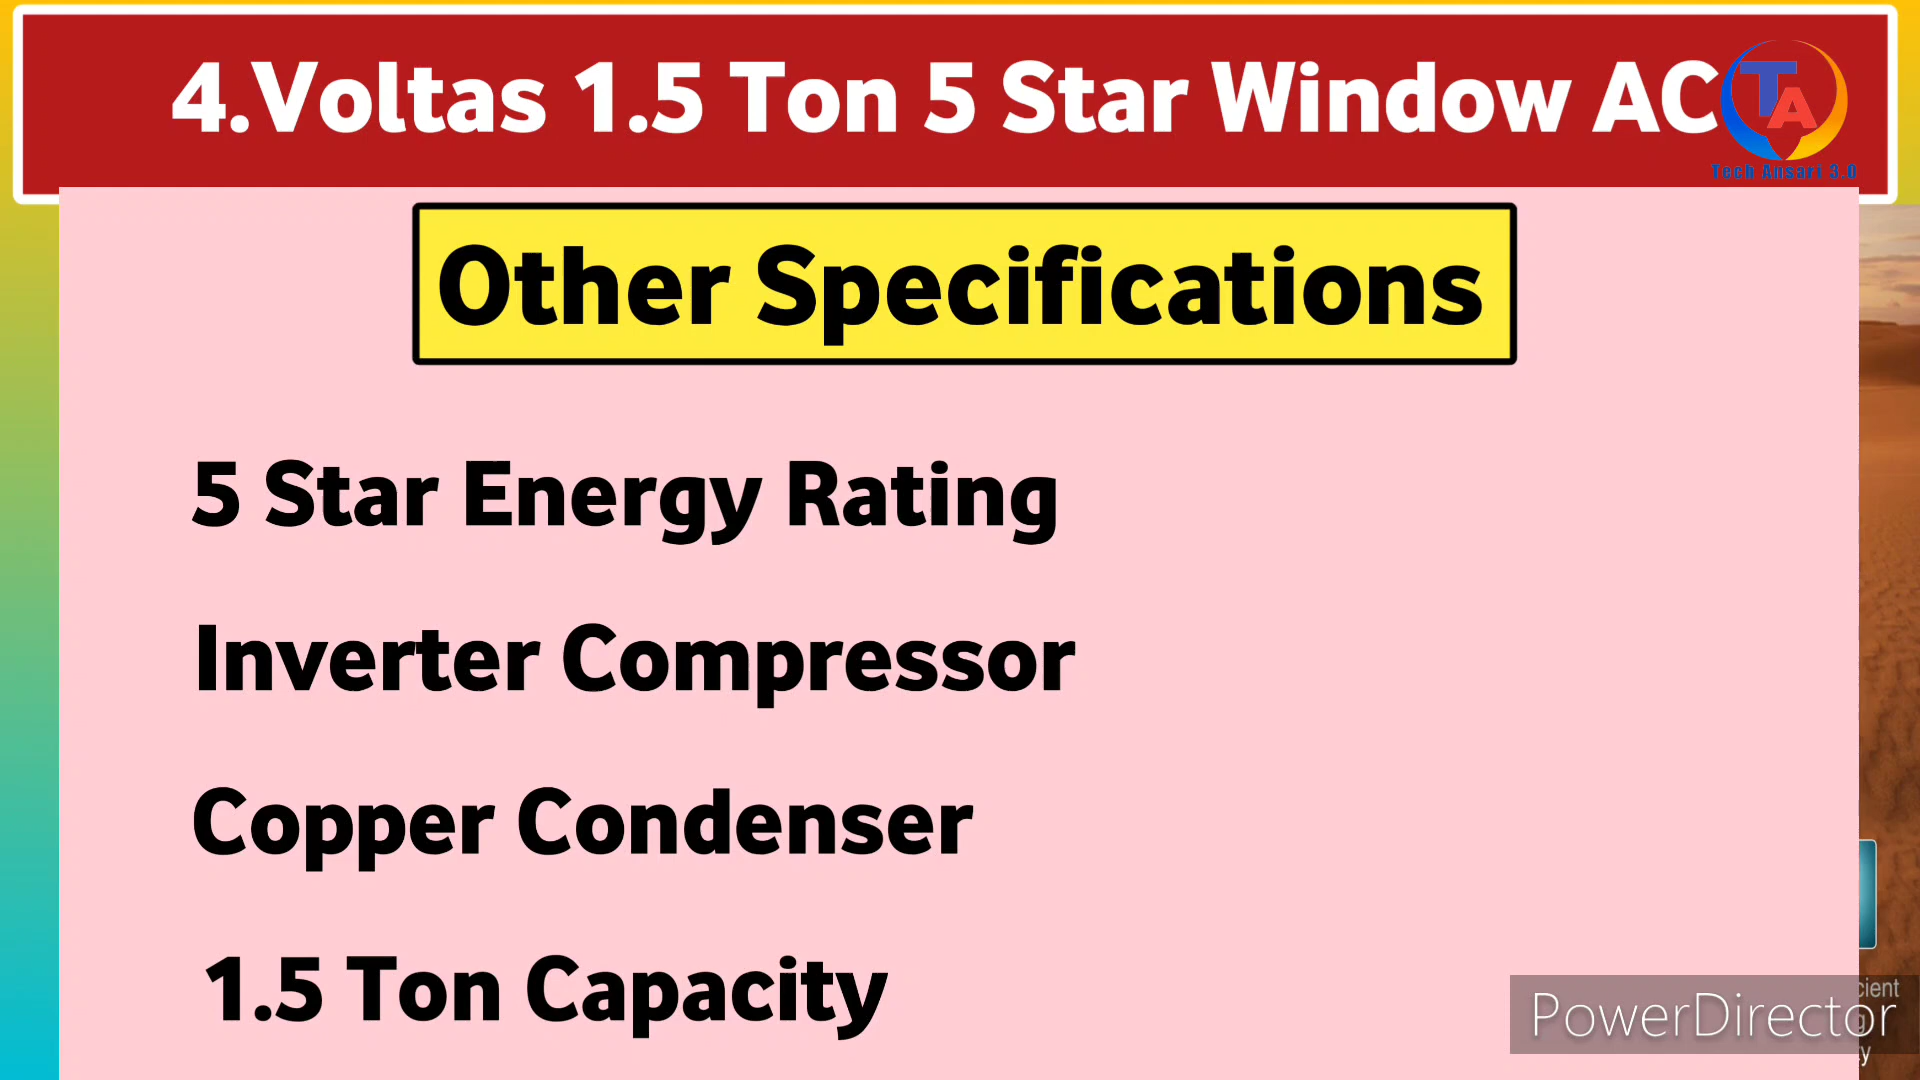 4.Voltas 1.5 Ton 5 Star Window AC
TA
Tech Ansari 3.0
Other Specifications
5 Star Energy Rating
Inverter Compressor
Copper Condenser
1.5 Ton Capacity
PowerDirector